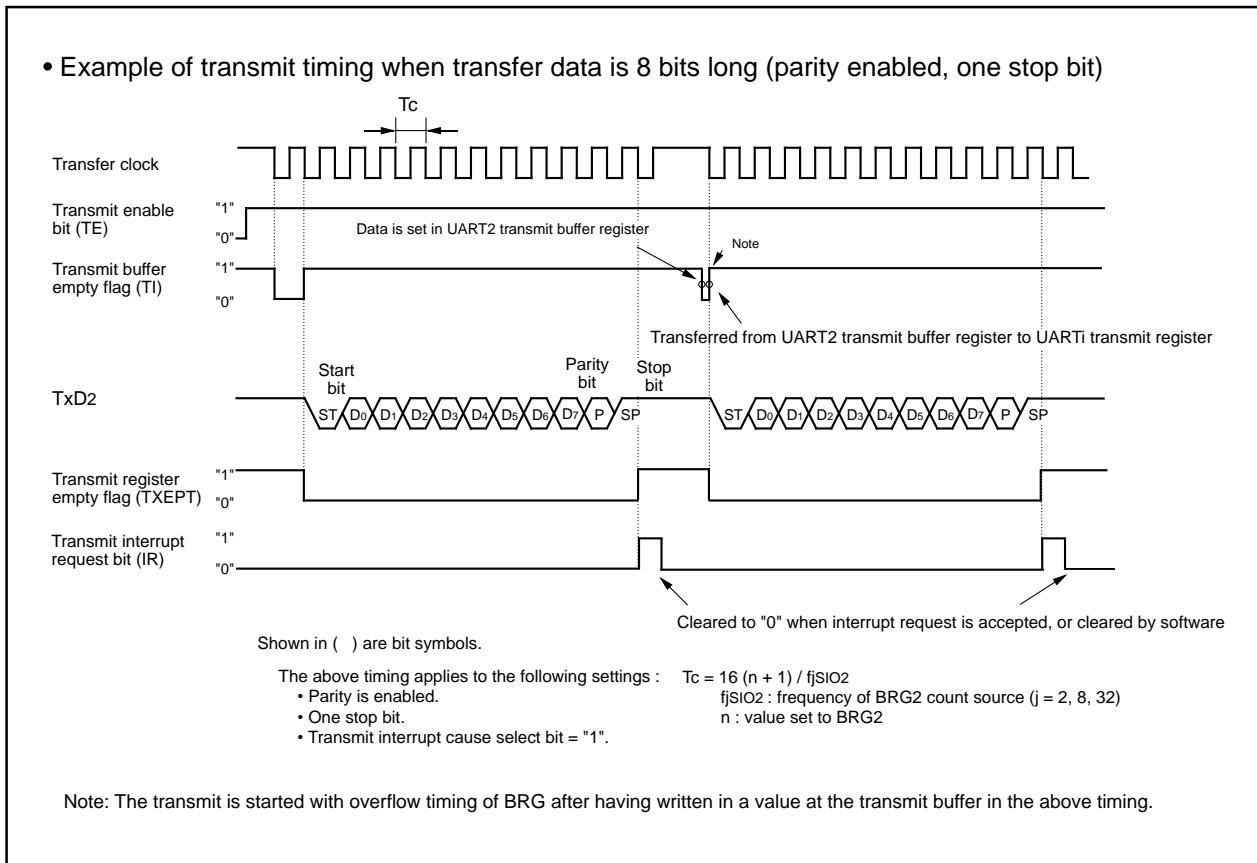 • Example of transmit timing when transfer data is 8 bits long (parity enabled, one stop bit)
Tc
Transfer clock
Transmit enable
bit (TE)
"1"
"0"
Data is set in UART2 transmit buffer register
Note
Transmit buffer
empty flag (TI)
"1"
"0"
Transferred from UART2 transmit buffer register to UARTi transmit register
Start
bit
Parity
bit
Stop
bit
TxD2
ST D0 D1 D2 D3 D4 D5 D6 D7 P SP
ST D0 D1 D2 D3 D4 D5 D6 D7 P SP
Transmit register
empty flag (TXEPT)
"1"
"0"
Transmit interrupt
request bit (IR)
"1"
"0"
Cleared to "0" when interrupt request is accepted, or cleared by software
Shown in ( ) are bit symbols.
The above timing applies to the following settings :
• Parity is enabled.
• One stop bit.
• Transmit interrupt cause select bit = "1".
Tc = 16 (n + 1) / fjSIO2
fjSIO2 : frequency of BRG2 count source (j = 2, 8, 32)
n : value set to BRG2
Note: The transmit is started with overflow timing of BRG after having written in a value at the transmit buffer in the above timing.